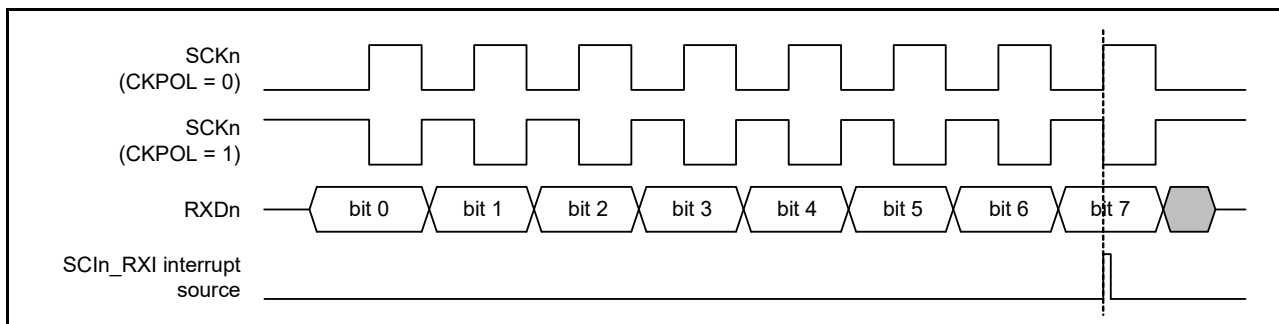 SCKn
(CKPOL = 0)
SCKn
(CKPOL = 1)
RXDn
bit 0 bit 1 bit 2 bit 3 bit 4 bit 5 bit 6 bit 7
SCIn_RXI interrupt
source